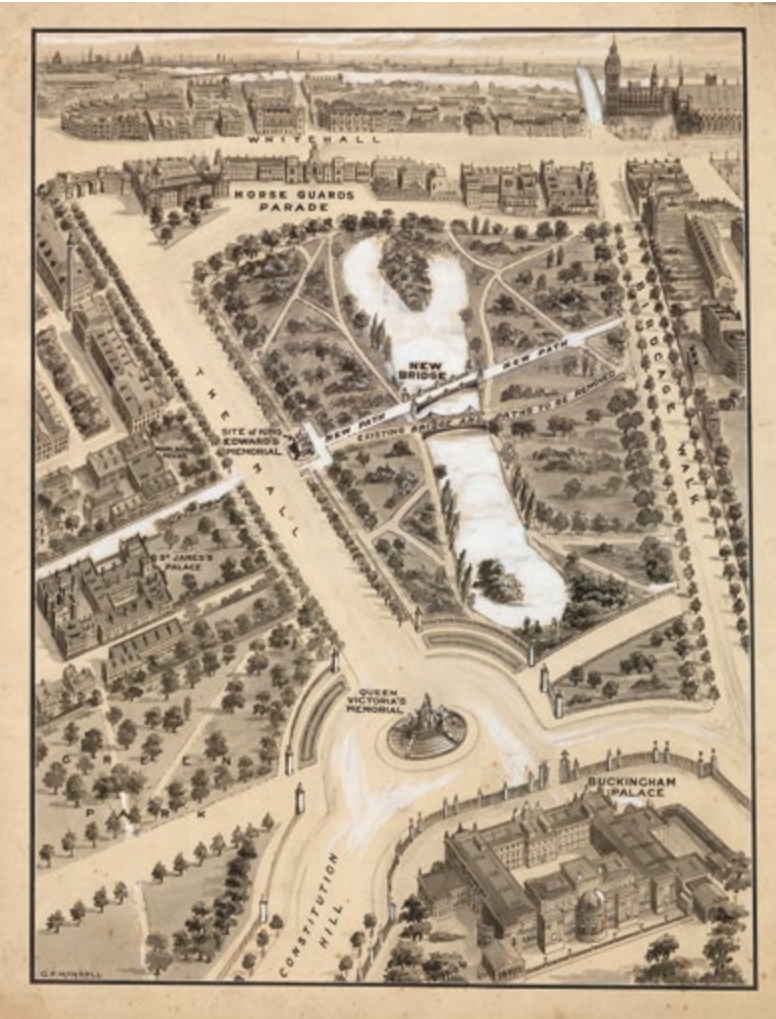 WHITEHALL
HORSE GUARDS
PARADE
BIRDCAGE WALK
NEW
BRIDGE
NEW PATH
THE MALL
SITE of KING
EDWARD'S
MEMORIAL
NEW PATH
EXISTING BRIDGE AND PATHS TO BE REMOVED
ST JAMES'S
PALACE
QUEEN
VICTORIA'S
MEMORIAL
GREEN
PARK
BUCKINGHAM
PALACE
CONSTITUTION
HILL